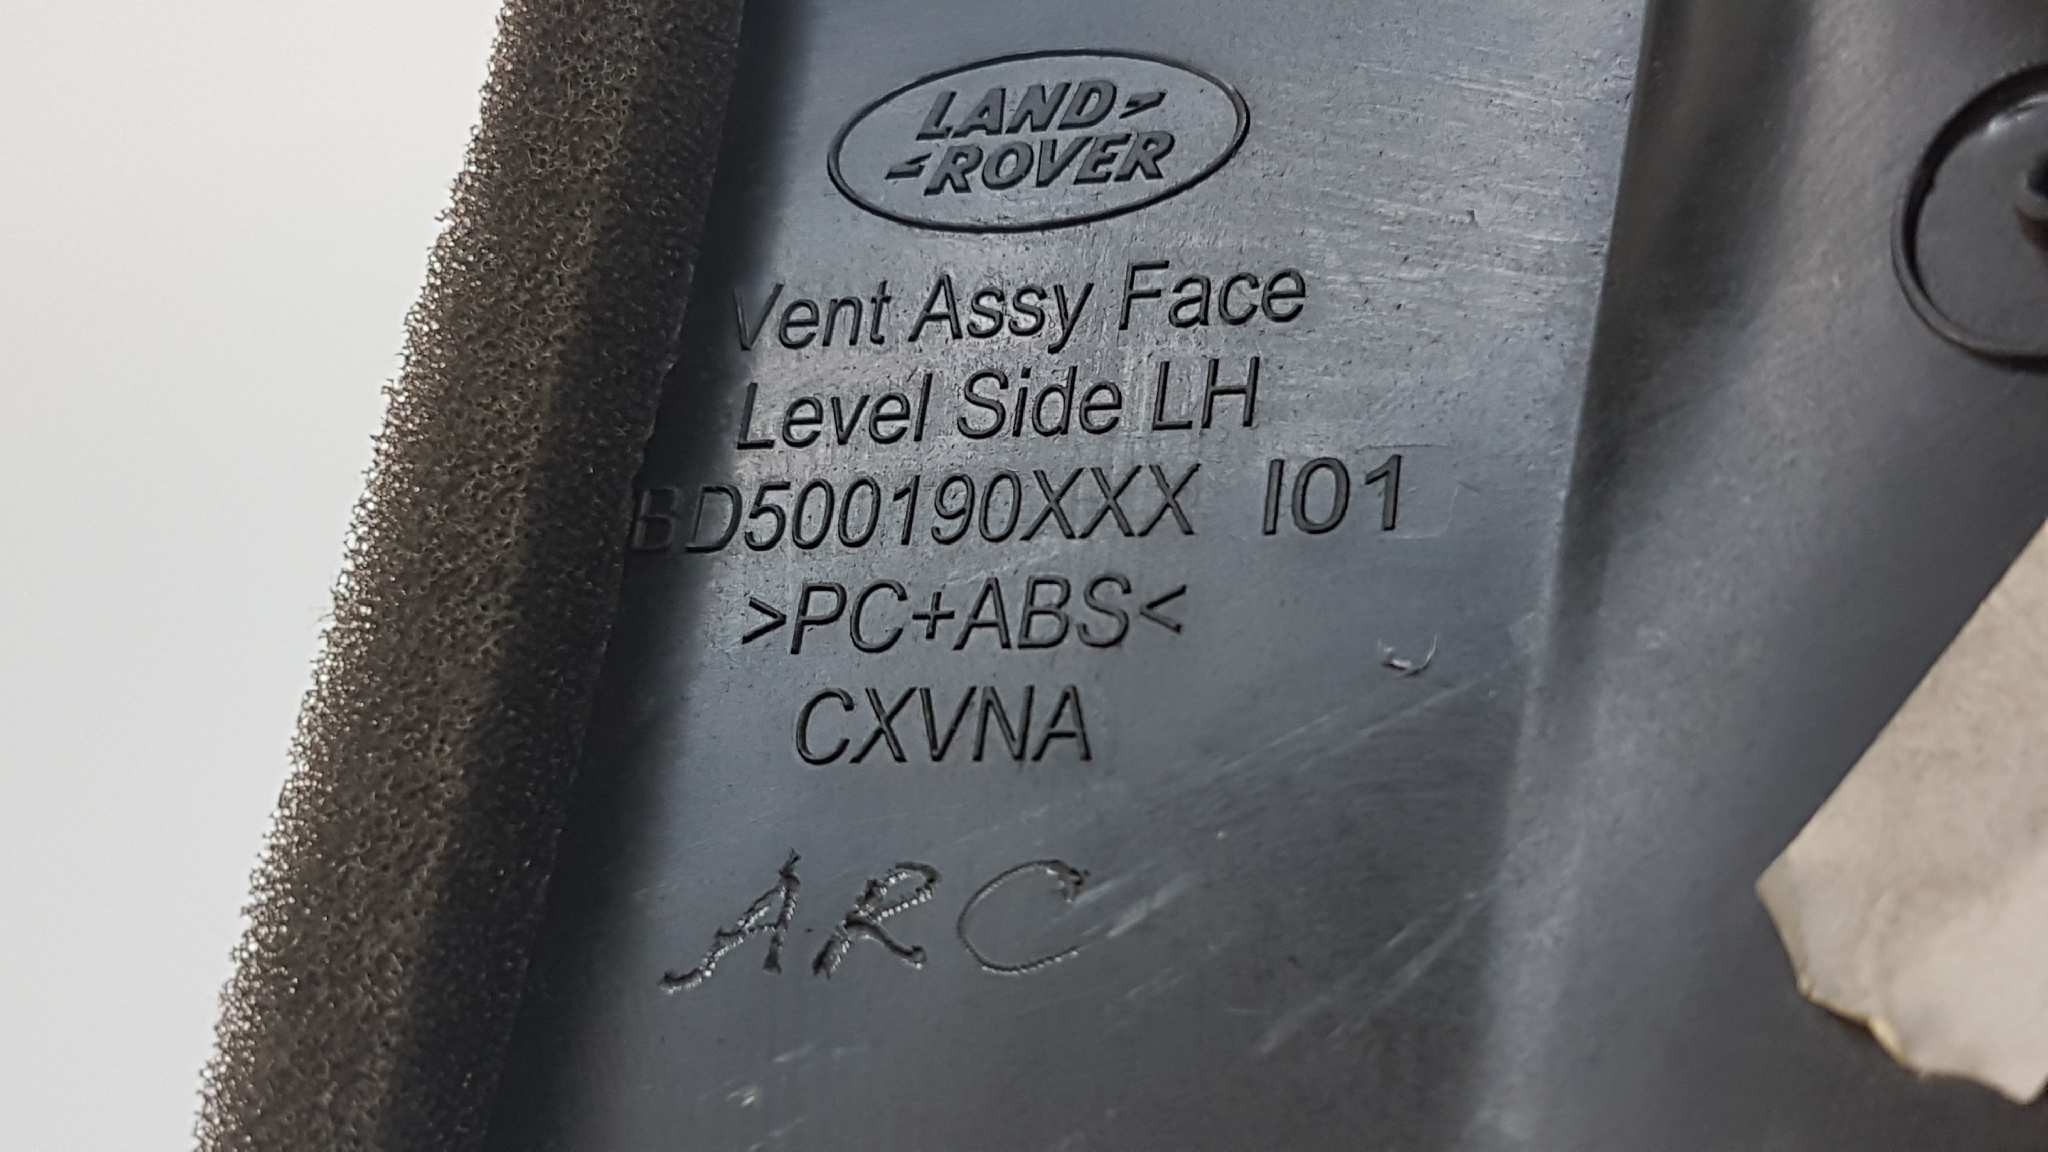 LAND
ROVER
Vent Assy Face
Level Side LH
BD500190XXX I01
>PC+ABS<
CXVNA
ARC